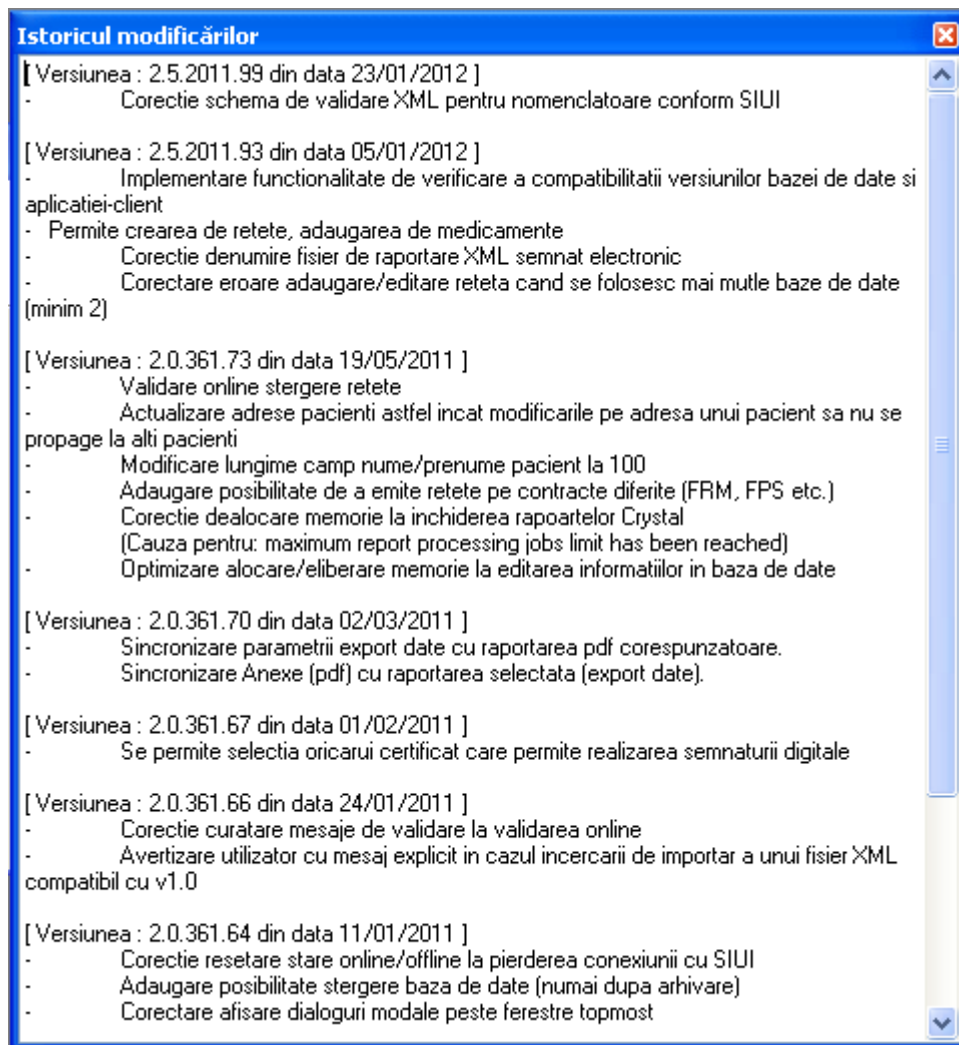 Istoricul modificărilor
[ Versiunea : 2.5.2011.99 din data 23/01/2012 ]
- Corectie schema de validare XML pentru nomenclatoare conform SIUI
[ Versiunea : 2.5.2011.93 din data 05/01/2012 ]
- Implementare functionalitate de verificare a compatibilitatii versiunilor bazei de date si
aplicatiei-client
- Permite crearea de retete, adaugarea de medicamente
- Corectie denumire fisier de raportare XML semnat electronic
- Corectare eroare adaugare/editare reteta cand se folosesc mai mutle baze de date
(minim 2)
[ Versiunea : 2.0.361.73 din data 19/05/2011 ]
- Validare online stergere retete
- Actualizare adrese pacienti astfel incat modificarile pe adresa unui pacient sa nu se
propage la alti pacienti
- Modificare lungime camp nume/prenume pacient la 100
- Adaugare posibilitate de a emite retete pe contracte diferite (FRM, FPS etc.)
- Corectie dealocare memorie la inchiderea rapoartelor Crystal
(Cauza pentru: maximum report processing jobs limit has been reached)
- Optimizare alocare/eliberare memorie la editarea informatiilor in baza de date
[ Versiunea : 2.0.361.70 din data 02/03/2011 ]
- Sincronizare parametrii export date cu raportarea pdf corespunzatoare.
- Sincronizare Anexe (pdf) cu raportarea selectata (export date).
[ Versiunea : 2.0.361.67 din data 01/02/2011 ]
- Se permite selectia oricarui certificat care permite realizarea semnaturii digitale
[ Versiunea : 2.0.361.66 din data 24/01/2011 ]
- Corectie curatare mesaje de validare la validarea online
- Avertizare utilizator cu mesaj explicit in cazul incercarii de importar a unui fisier XML
compatibil cu v1.0
[ Versiunea : 2.0.361.64 din data 11/01/2011 ]
- Corectie resetare stare online/offline la pierderea conexiunii cu SIUI
- Adaugare posibilitate stergere baza de date (numai dupa arhivare)
- Corectare afisare dialoguri modale peste ferestre topmost